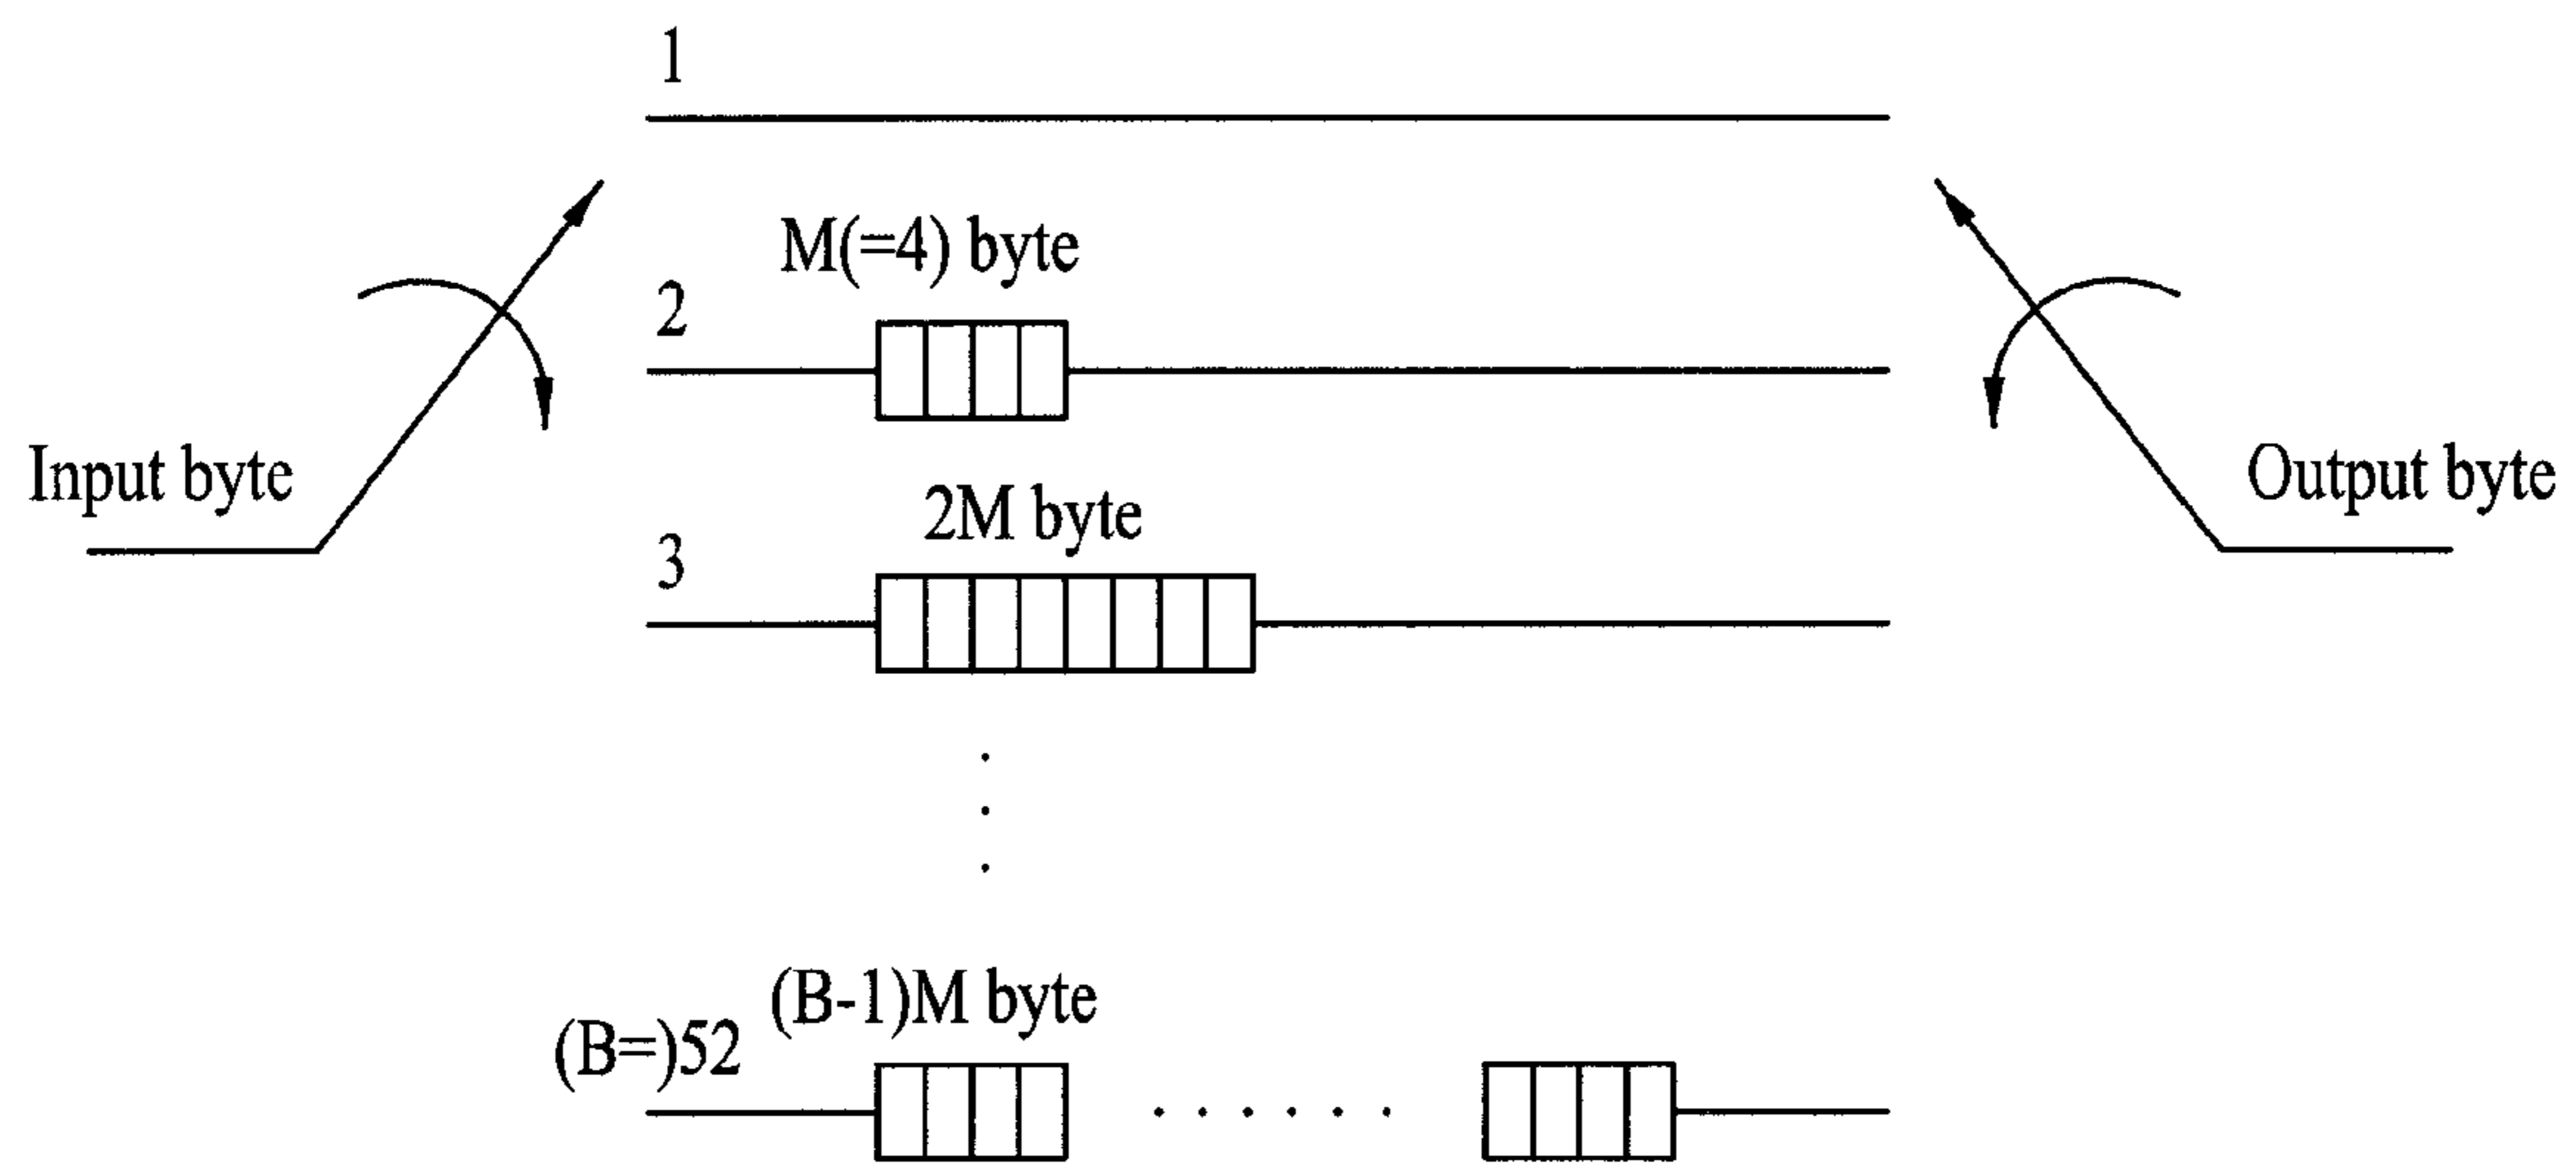 1
M(=4) byte
2
Input byte
Output byte
2M byte
3
(B-1)M byte
(B=)52